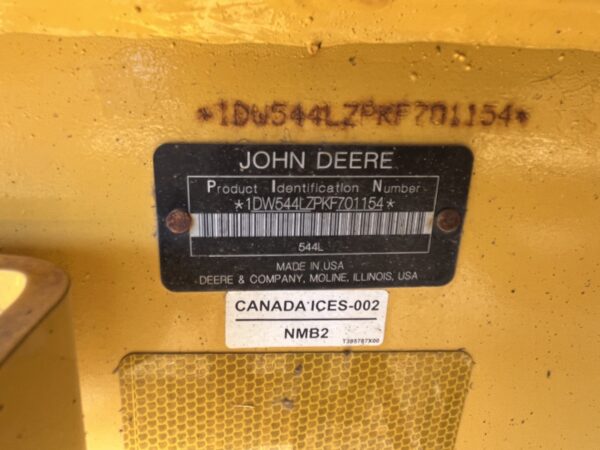 *1DW544LZPKF701154*
JOHN DEERE
Product Identification Number
*1DW544LZPKF701154*
544L
MADE IN USA
DEERE & COMPANY, MOLINE, ILLINOIS, USA
CANADA ICES-002
NMB2
T395767X00